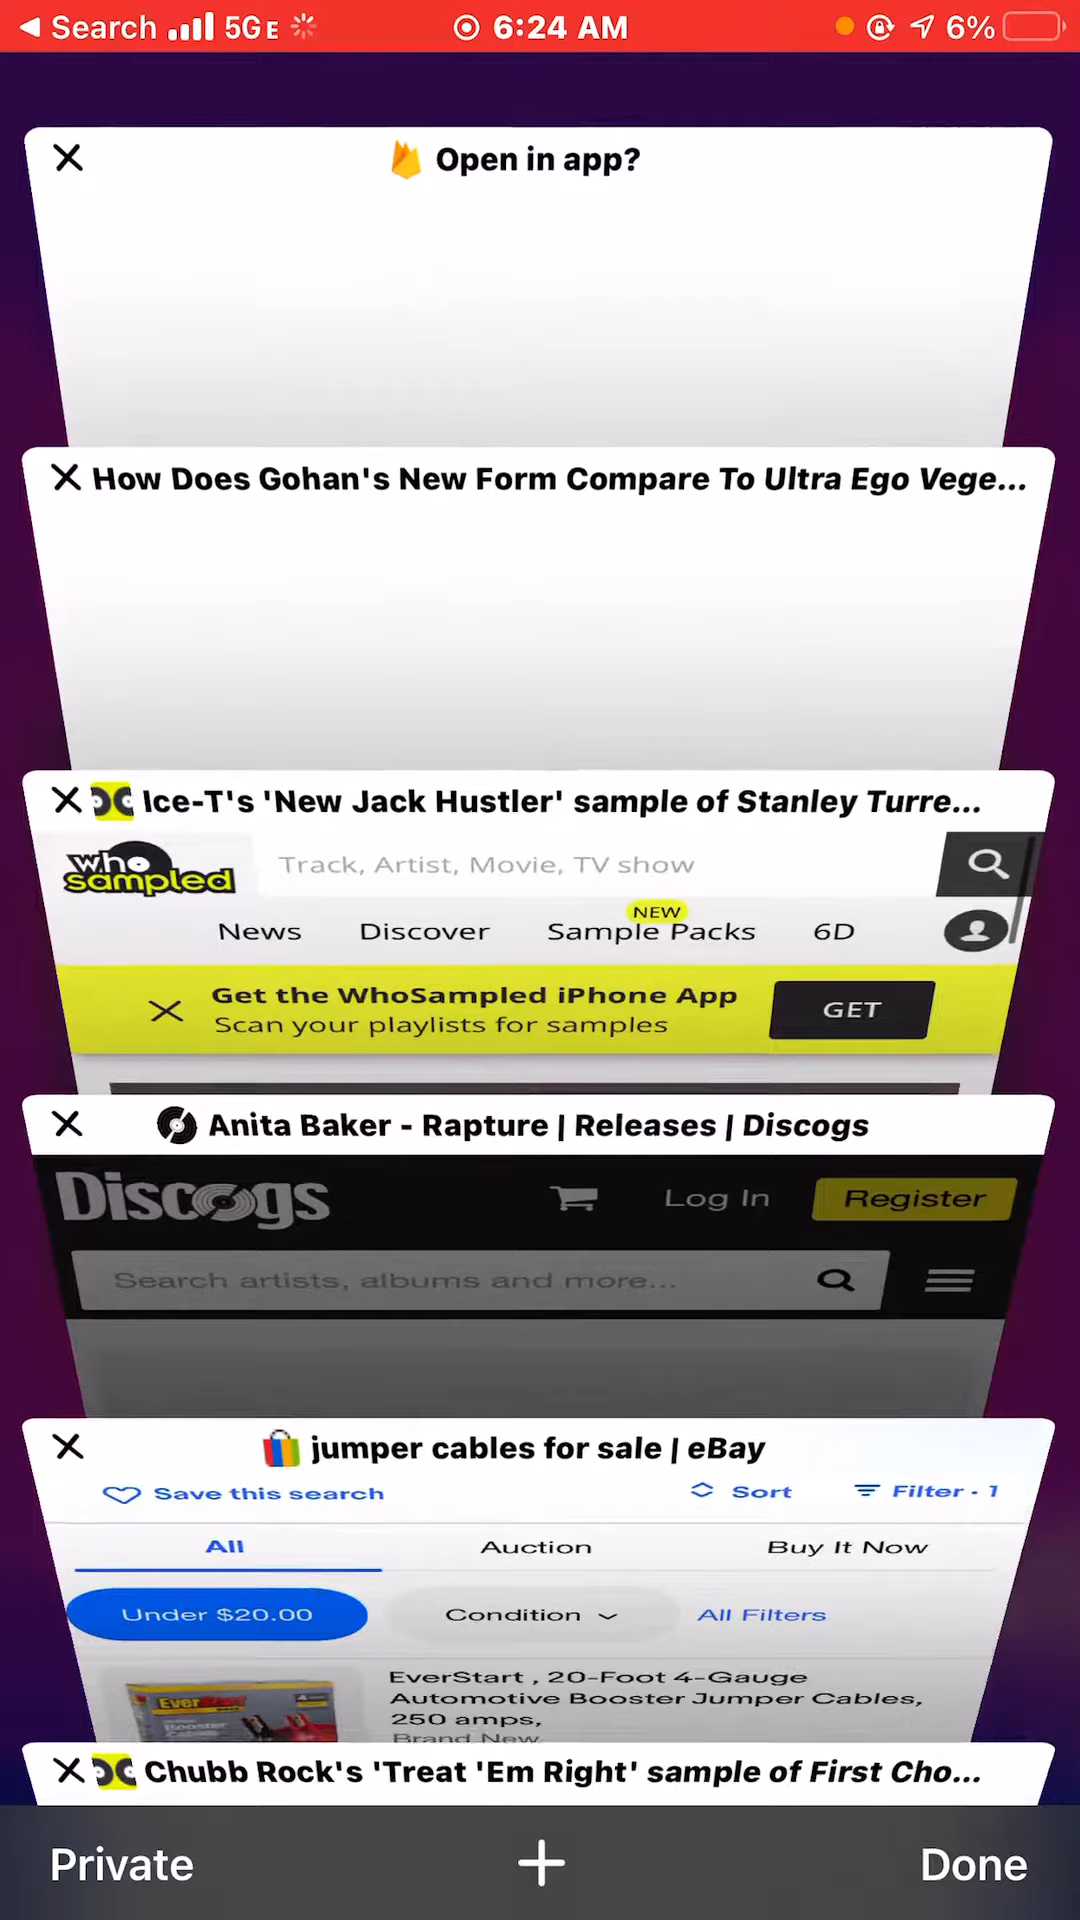 Search 5G E 6:24 AM 6%
Open in app?
How Does Gohan's New Form Compare To Ultra Ego Vege...
Ice-T's 'New Jack Hustler' sample of Stanley Turre...
who sampled
Track, Artist, Movie, TV show
NEW
News Discover Sample Packs 6D
Get the WhoSampled iPhone App
Scan your playlists for samples
GET
Anita Baker - Rapture | Releases | Discogs
Discogs Log In Register
Search artists, albums and more...
jumper cables for sale | eBay
Save this search Sort Filter · 1
All Auction Buy It Now
Under $20.00 Condition All Filters
EverStart , 20-Foot 4-Gauge
Automotive Booster Jumper Cables,
250 amps,
Brand New
EverStart
Booster
Chubb Rock's 'Treat 'Em Right' sample of First Cho...
Private + Done